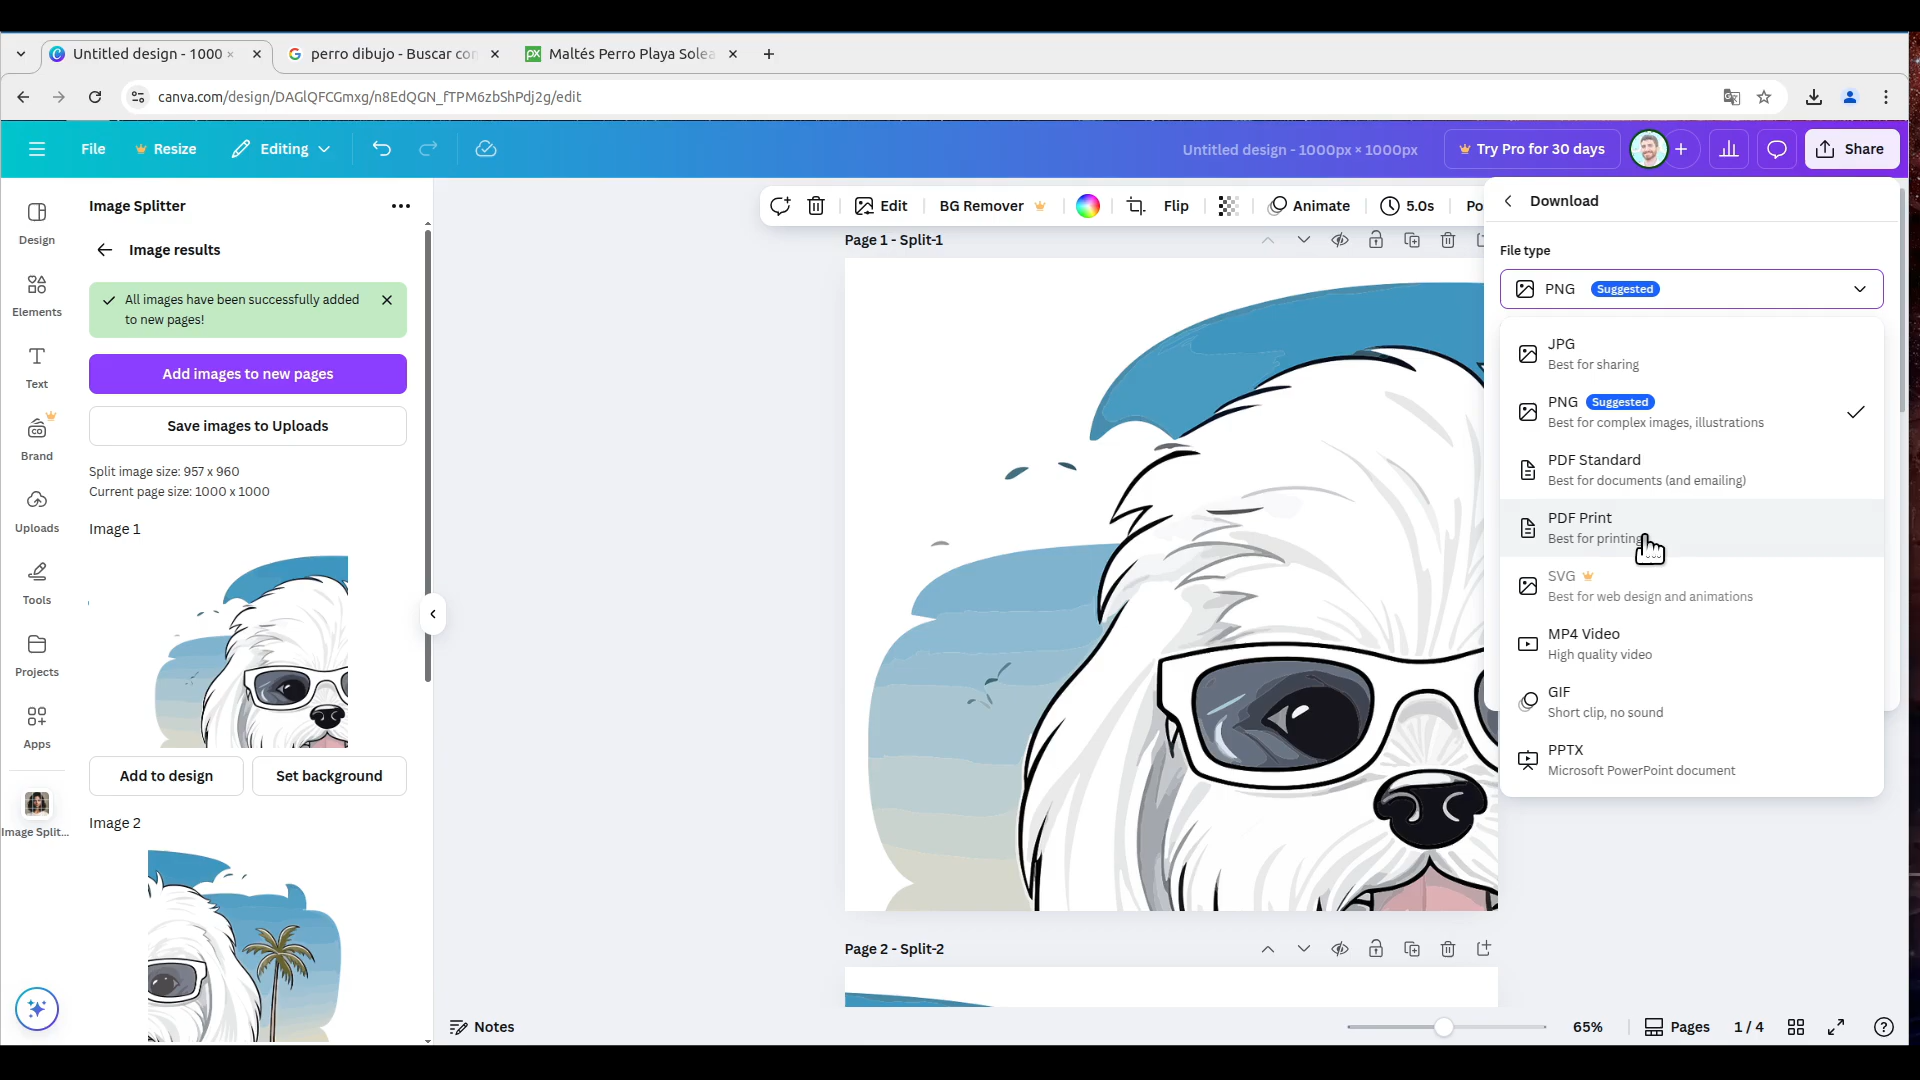 Untitled design - 1000
perro dibujo - Buscar con
Maltés Perro Playa Solea
canva.com/design/DAGlQFCGmxg/n8EdQGN_fTPM6zbShPdj2g/edit
File
Resize
Editing
Untitled design - 1000px × 1000px
Try Pro for 30 days
Share
Design
Elements
Text
Brand
Uploads
Tools
Projects
Apps
Image Split...
Image Splitter
Image results
All images have been successfully added
to new pages!
Add images to new pages
Save images to Uploads
Split image size: 957 x 960
Current page size: 1000 x 1000
Image 1
Add to design
Set background
Image 2
Edit
BG Remover
Flip
Animate
5.0s
Po
Page 1 - Split-1
Page 2 - Split-2
Download
File type
PNG Suggested
JPG
Best for sharing
PNG Suggested
Best for complex images, illustrations
PDF Standard
Best for documents (and emailing)
PDF Print
Best for printing
SVG
Best for web design and animations
MP4 Video
High quality video
GIF
Short clip, no sound
PPTX
Microsoft PowerPoint document
Notes
65%
Pages
1 / 4